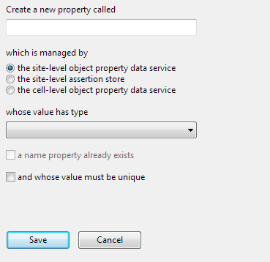 Create a new property called
which is managed by
the site-level object property data service
the site-level assertion store
the cell-level object property data service
whose value has type
a name property already exists
and whose value must be unique
Save Cancel